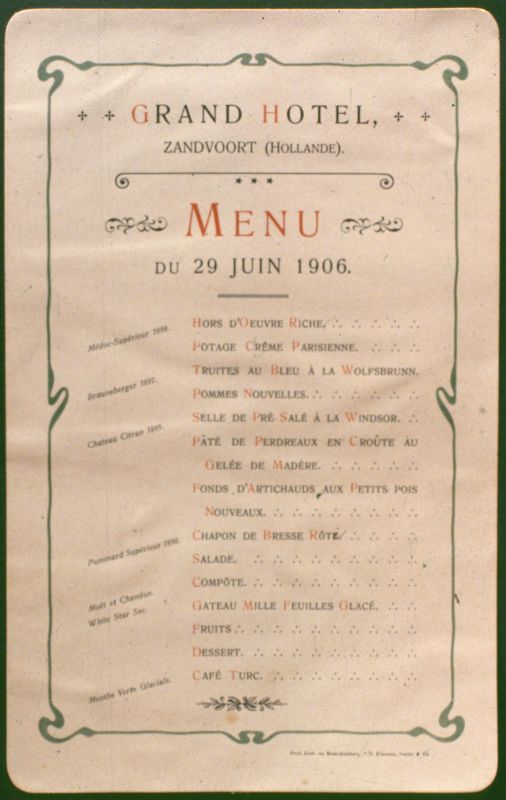 GRAND HOTEL,
ZANDVOORT (HOLLANDE).
MENU
DU 29 JUIN 1906.
HORS D'OEUVRE RICHE.
Médoc-Supérieur 1896.
POTAGE CRÊME PARISIENNE.
TRUITES AU BLEU À LA WOLFSBRUNN.
Brauneberger 1897.
POMMES NOUVELLES.
SELLE DE PRÉ SALÉ À LA WINDSOR.
Chateau Citran 1895.
PÂTÉ DE PERDREAUX EN CROÛTE AU
GELÉE DE MADÈRE.
FONDS D'ARTICHAUDS AUX PETITS POIS
NOUVEAUX.
CHAPON DE BRESSE RÔTE.
Pommard Supérieur 1898.
SALADE.
COMPÔTE.
Moët et Chandon.
White Star Sec.
GATEAU MILLE FEUILLES GLACÉ.
FRUITS
DESSERT.
CAFÉ TURC.
Menthe Verte Glaciale.